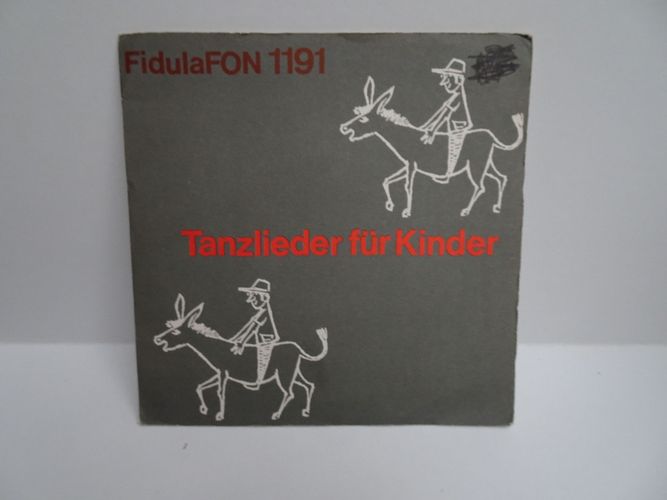 FidulaFON 1191
Tanzlieder für Kinder